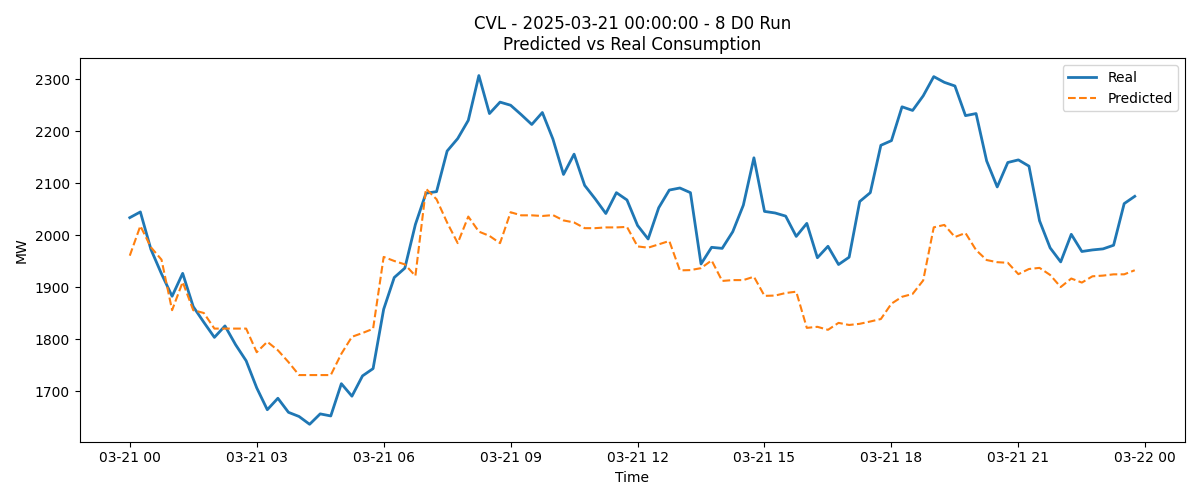 CVL - 2025-03-21 00:00:00 - 8 D0 Run
Predicted vs Real Consumption
Real
Predicted
2300
2200
2100
2000
1900
1800
1700
MW
03-21 00
03-21 03
03-21 06
03-21 09
03-21 12
03-21 15
03-21 18
03-21 21
03-22 00
Time